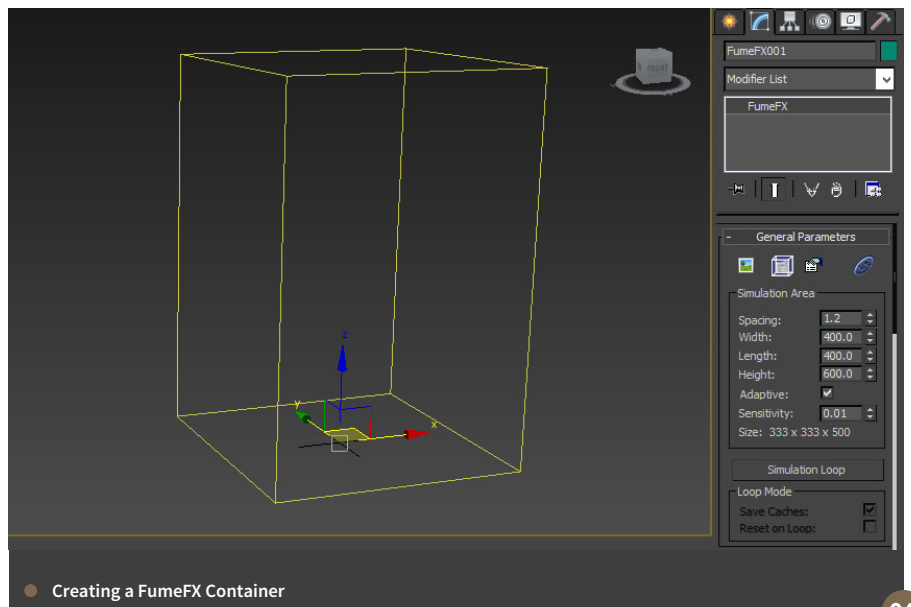 FumeFX001
Modifier List
FumeFX
FRONT
z
y
x
- General Parameters
Simulation Area
Spacing: 1.2
Width: 400.0
Length: 400.0
Height: 600.0
Adaptive:
Sensitivity: 0.01
Size: 333 x 333 x 500
Simulation Loop
Loop Mode
Save Caches:
Reset on Loop:
Creating a FumeFX Container